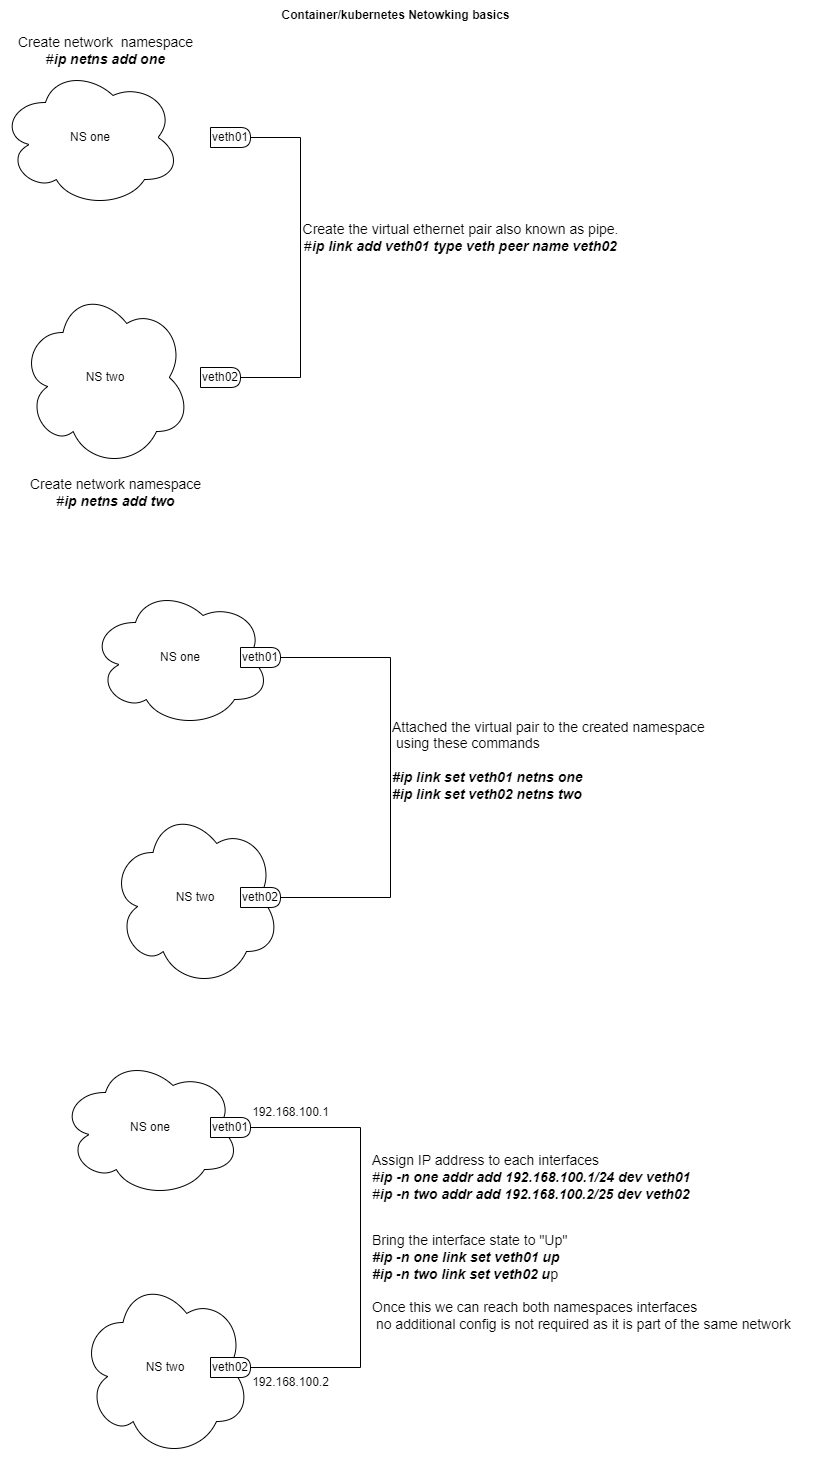 Container/kubernetes Netowking basics
Create network  namespace
#ip netns add one
NS one
veth01
Create the virtual ethernet pair also known as pipe.
#ip link add veth01 type veth peer name veth02
NS two
veth02
Create network namespace
#ip netns add two
NS one
veth01
Attached the virtual pair to the created namespace
using these commands
#ip link set veth01 netns one
#ip link set veth02 netns two
NS two
veth02
192.168.100.1
NS one
veth01
Assign IP address to each interfaces
#ip -n one addr add 192.168.100.1/24 dev veth01
#ip -n two addr add 192.168.100.2/25 dev veth02
Bring the interface state to "Up"
#ip -n one link set veth01 up
#ip -n two link set veth02 up
Once this we can reach both namespaces interfaces
no additional config is not required as it is part of the same network
NS two
veth02
192.168.100.2